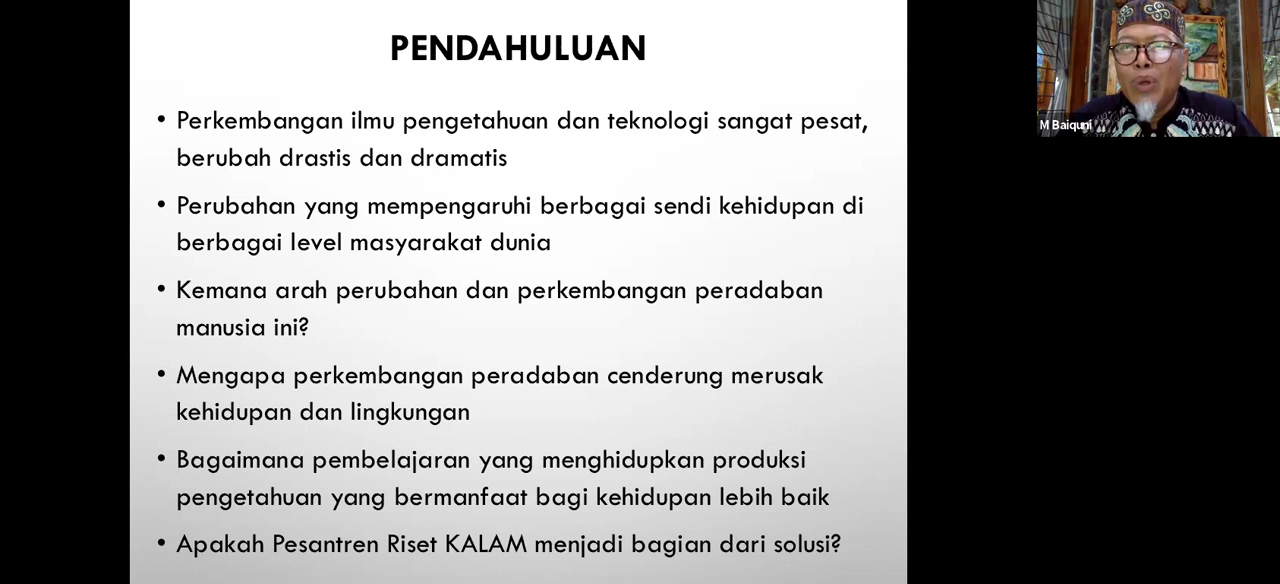 PENDAHULUAN
• Perkembangan ilmu pengetahuan dan teknologi sangat pesat,
berubah drastis dan dramatis
• Perubahan yang mempengaruhi berbagai sendi kehidupan di
berbagai level masyarakat dunia
• Kemana arah perubahan dan perkembangan peradaban
manusia ini?
• Mengapa perkembangan peradaban cenderung merusak
kehidupan dan lingkungan
• Bagaimana pembelajaran yang menghidupkan produksi
pengetahuan yang bermanfaat bagi kehidupan lebih baik
• Apakah Pesantren Riset KALAM menjadi bagian dari solusi?
M Baiquni